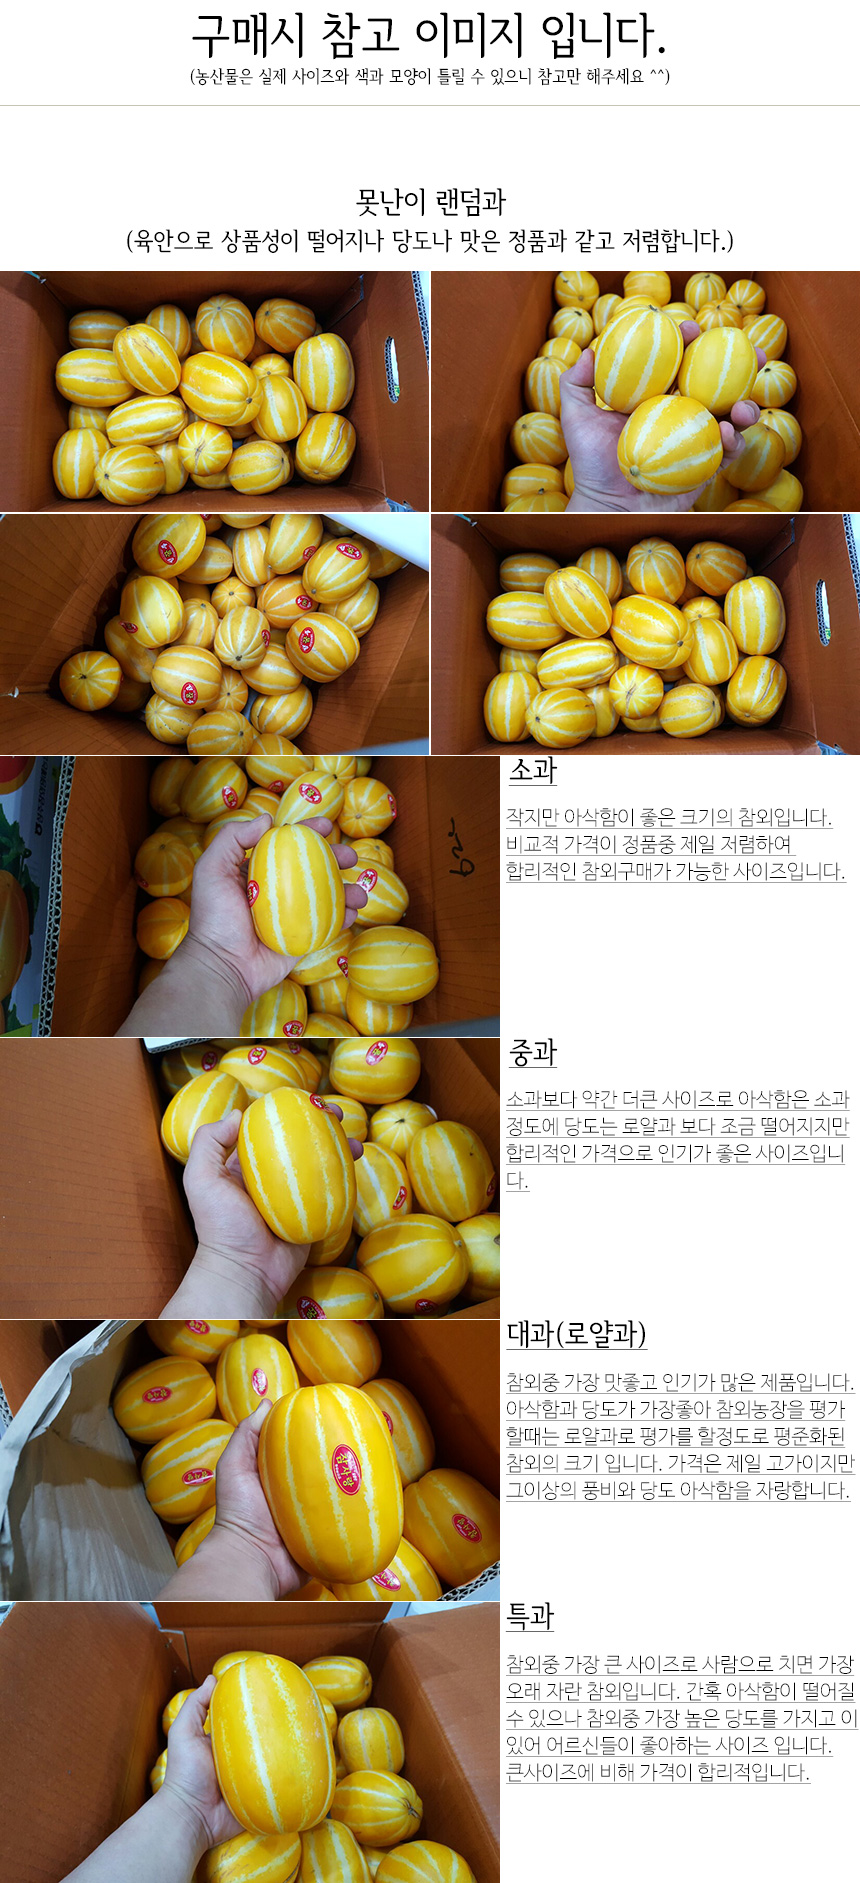 구매시 참고 이미지 입니다.
(농산물은 실제 사이즈와 색과 모양이 틀릴 수 있으니 참고만 해주세요 ^^)
못난이 랜덤과
(육안으로 상품성이 떨어지나 당도나 맛은 정품과 같고 저렴합니다.)
소과
작지만 아삭함이 좋은 크기의 참외입니다.
비교적 가격이 정품중 제일 저렴하여
합리적인 참외구매가 가능한 사이즈입니다.
중과
소과보다 약간 더큰 사이즈로 아삭함은 소과
정도에 당도는 로얄과 보다 조금 떨어지지만
합리적인 가격으로 인기가 좋은 사이즈입니
다.
대과(로얄과)
참외중 가장 맛좋고 인기가 많은 제품입니다.
아삭함과 당도가 가장좋아 참외농장을 평가
할때는 로얄과로 평가를 할정도로 평준화된
참외의 크기 입니다. 가격은 제일 고가이지만
그이상의 풍비와 당도 아삭함을 자랑합니다.
참사랑
특과
참외중 가장 큰 사이즈로 사람으로 치면 가장
오래 자란 참외입니다. 간혹 아삭함이 떨어질
수 있으나 참외중 가장 높은 당도를 가지고 이
있어 어르신들이 좋아하는 사이즈 입니다.
큰사이즈에 비해 가격이 합리적입니다.